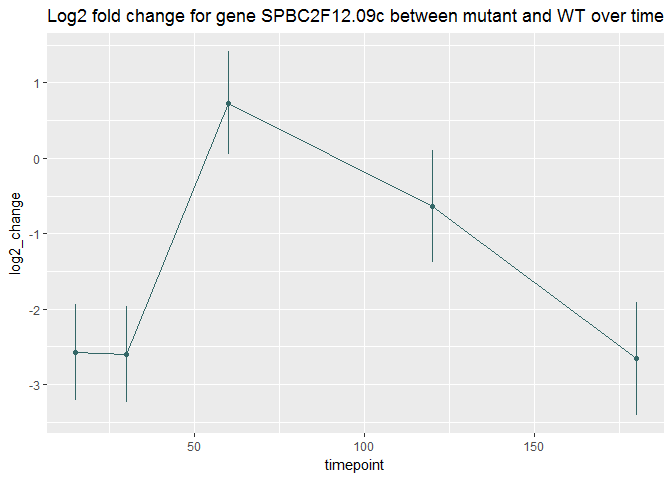 Log2 fold change for gene SPBC2F12.09c between mutant and WT over time
1
0
-1
-2
-3
log2_change
50
100
150
timepoint